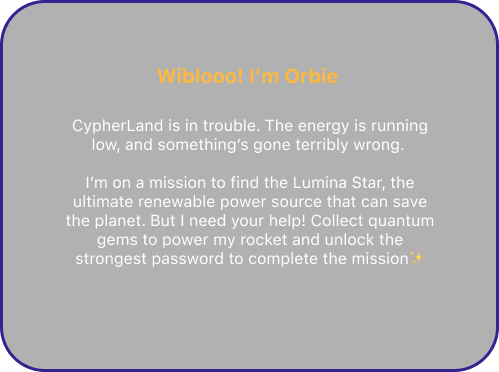 Wiblooo! I'm Orbie
CypherLand is in trouble. The energy is running
low, and something's gone terribly wrong.
I'm on a mission to find the Lumina Star, the
ultimate renewable power source that can save
the planet. But I need your help! Collect quantum
gems to power my rocket and unlock the
strongest password to complete the mission✨